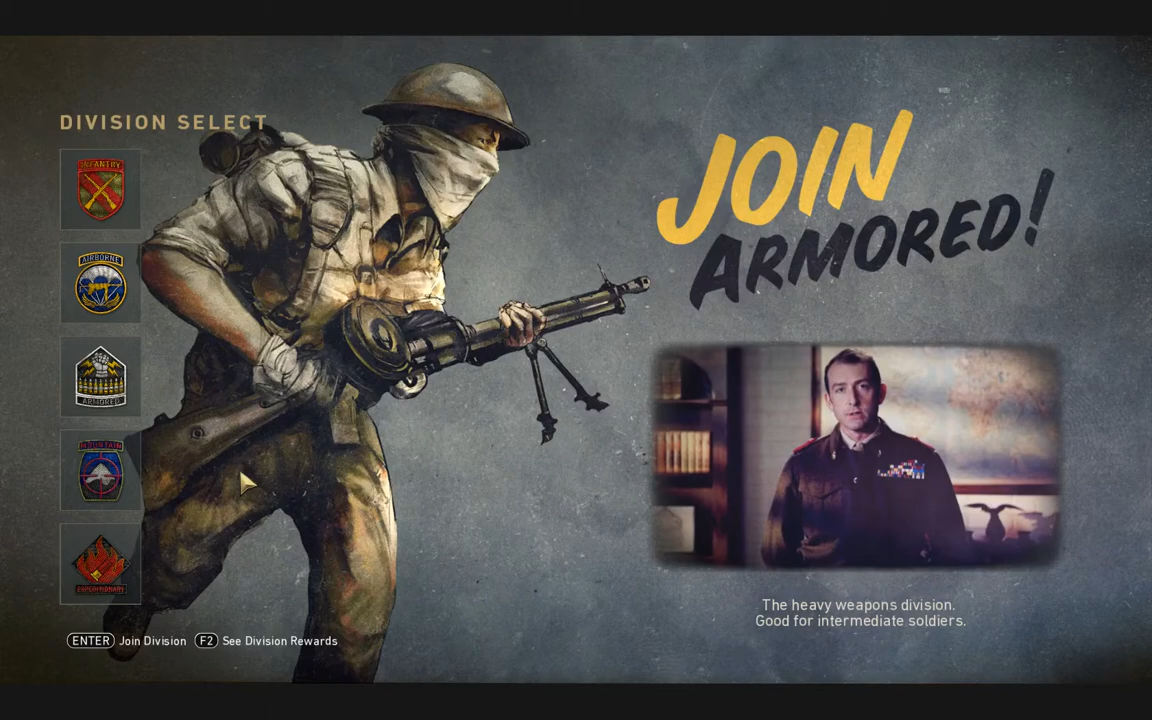 DIVISION SELECT
INFANTRY
AIRBORNE
ARMORED
MOUNTAIN
EXPEDITIONARY
ENTER Join Division F2 See Division Rewards
JOIN
ARMORED!
The heavy weapons division.
Good for intermediate soldiers.